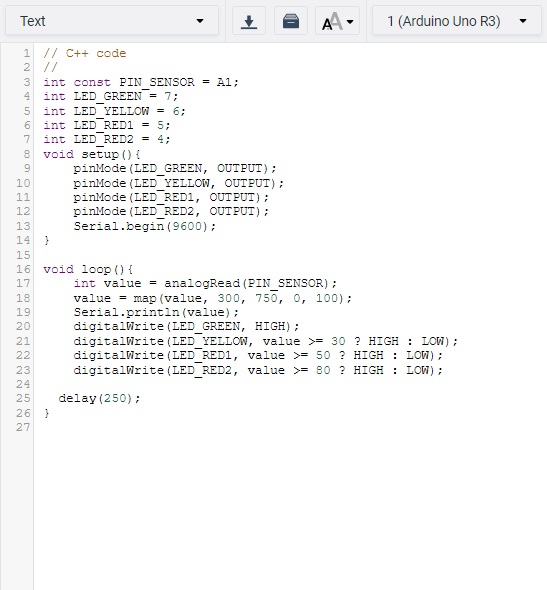 Text
1 (Arduino Uno R3)
1 // C++ code
2 //
3 int const PIN_SENSOR = A1;
4 int LED_GREEN = 7;
5 int LED_YELLOW = 6;
6 int LED_RED1 = 5;
7 int LED_RED2 = 4;
8 void setup(){
9     pinMode(LED_GREEN, OUTPUT);
10     pinMode(LED_YELLOW, OUTPUT);
11     pinMode(LED_RED1, OUTPUT);
12     pinMode(LED_RED2, OUTPUT);
13     Serial.begin(9600);
14 }
15
16 void loop(){
17     int value = analogRead(PIN_SENSOR);
18     value = map(value, 300, 750, 0, 100);
19     Serial.println(value);
20     digitalWrite(LED_GREEN, HIGH);
21     digitalWrite(LED_YELLOW, value >= 30 ? HIGH : LOW);
22     digitalWrite(LED_RED1, value >= 50 ? HIGH : LOW);
23     digitalWrite(LED_RED2, value >= 80 ? HIGH : LOW);
24
25   delay(250);
26 }
27